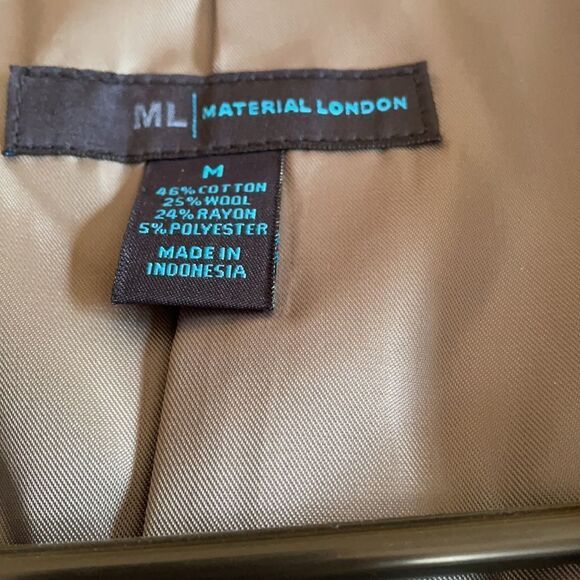 ML | MATERIAL LONDON
M
46% COTTON
25% WOOL
24% RAYON
5% POLYESTER
MADE IN
INDONESIA